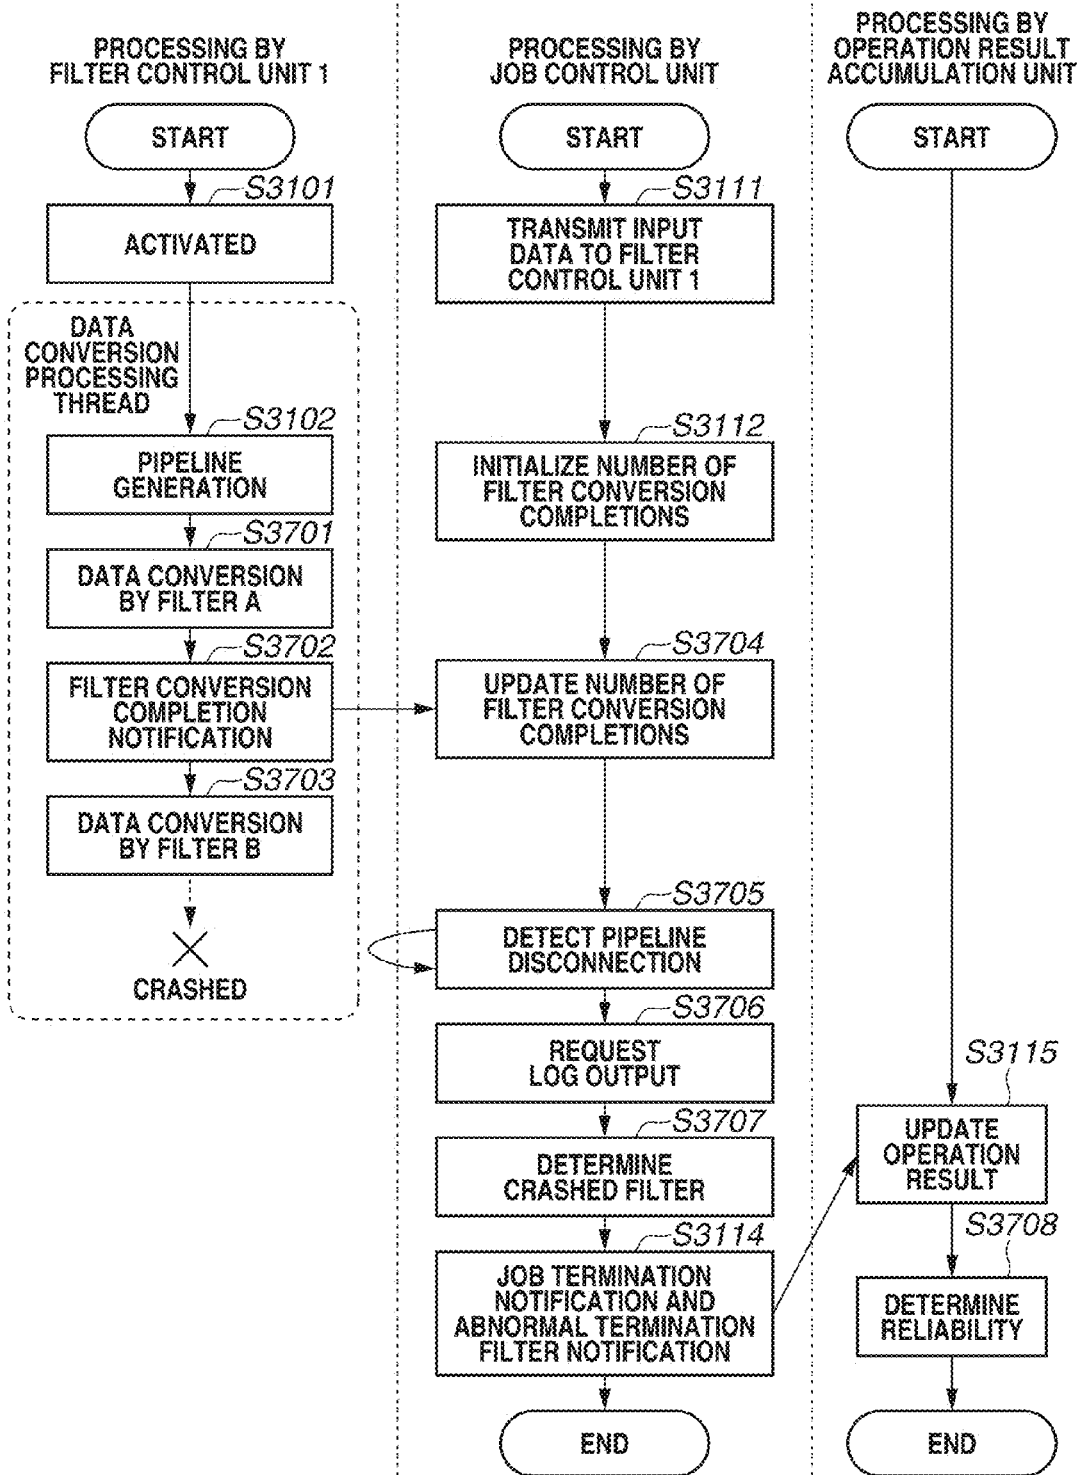 PROCESSING BY
FILTER CONTROL UNIT 1
START
S3101
ACTIVATED
DATA
CONVERSION
PROCESSING
THREAD
S3102
PIPELINE
GENERATION
S3701
DATA CONVERSION
BY FILTER A
S3702
FILTER CONVERSION
COMPLETION
NOTIFICATION
S3703
DATA CONVERSION
BY FILTER B
CRASHED
PROCESSING BY
JOB CONTROL UNIT
START
S3111
TRANSMIT INPUT
DATA TO FILTER
CONTROL UNIT 1
S3112
INITIALIZE NUMBER OF
FILTER CONVERSION
COMPLETIONS
S3704
UPDATE NUMBER OF
FILTER CONVERSION
COMPLETIONS
S3705
DETECT PIPELINE
DISCONNECTION
S3706
REQUEST
LOG OUTPUT
S3707
DETERMINE
CRASHED FILTER
S3114
JOB TERMINATION
NOTIFICATION AND
ABNORMAL TERMINATION
FILTER NOTIFICATION
END
PROCESSING BY
OPERATION RESULT
ACCUMULATION UNIT
START
S3115
UPDATE
OPERATION
RESULT
S3708
DETERMINE
RELIABILITY
END